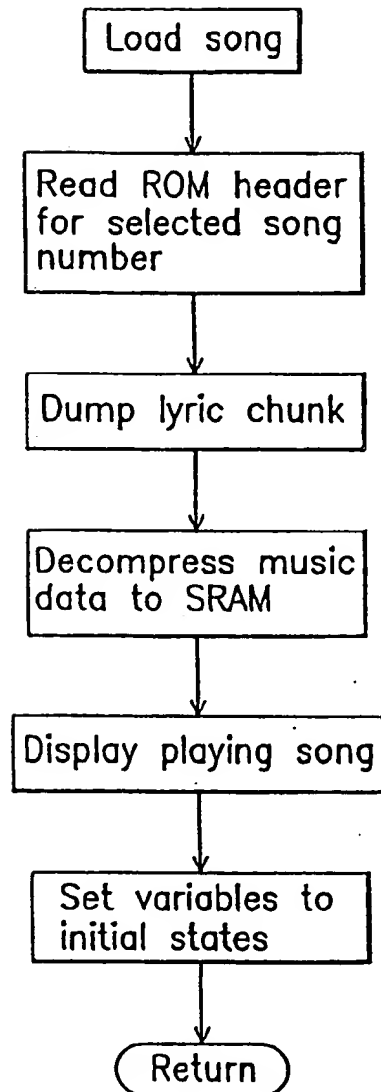 Load song
Read ROM header
for selected song
number
Dump lyric chunk
Decompress music
data to SRAM
Display playing song
Set variables to
initial states
Return